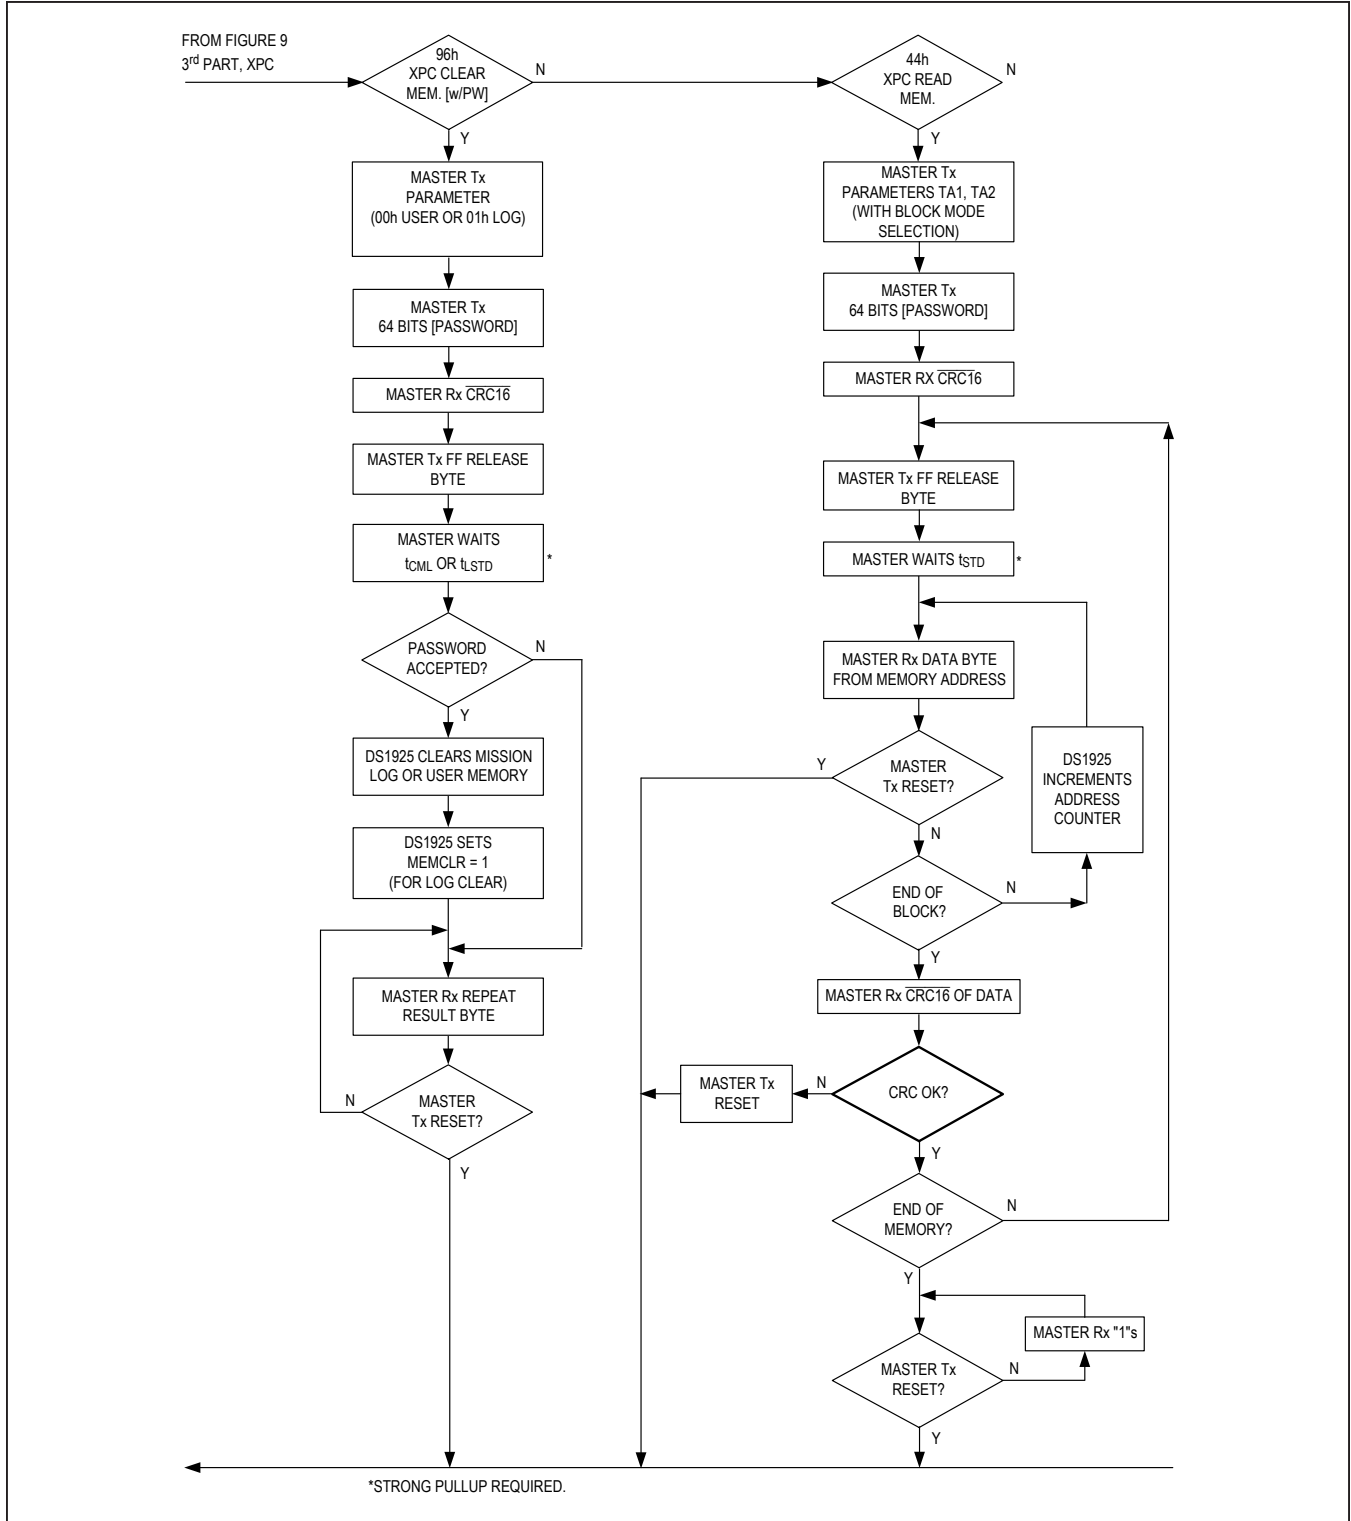 FROM FIGURE 9
3rd PART, XPC
96h
XPC CLEAR
MEM. [w/PW]
N
Y
MASTER Tx
PARAMETER
(00h USER OR 01h LOG)
MASTER Tx
64 BITS [PASSWORD]
MASTER Rx CRC16
MASTER Tx FF RELEASE
BYTE
MASTER WAITS
tCML OR tLSTD
*
PASSWORD
ACCEPTED?
N
Y
DS1925 CLEARS MISSION
LOG OR USER MEMORY
DS1925 SETS
MEMCLR = 1
(FOR LOG CLEAR)
MASTER Rx REPEAT
RESULT BYTE
MASTER
Tx RESET?
N
Y
44h
XPC READ
MEM.
N
Y
MASTER Tx
PARAMETERS TA1, TA2
(WITH BLOCK MODE
SELECTION)
MASTER Tx
64 BITS [PASSWORD]
MASTER RX CRC16
MASTER Tx FF RELEASE
BYTE
MASTER WAITS tSTD
*
MASTER Rx DATA BYTE
FROM MEMORY ADDRESS
MASTER
Tx RESET?
Y
N
DS1925
INCREMENTS
ADDRESS
COUNTER
END OF
BLOCK?
N
Y
MASTER Rx CRC16 OF DATA
CRC OK?
N
MASTER Tx
RESET
Y
END OF
MEMORY?
N
Y
MASTER Rx "1"s
MASTER Tx
RESET?
N
Y
*STRONG PULLUP REQUIRED.